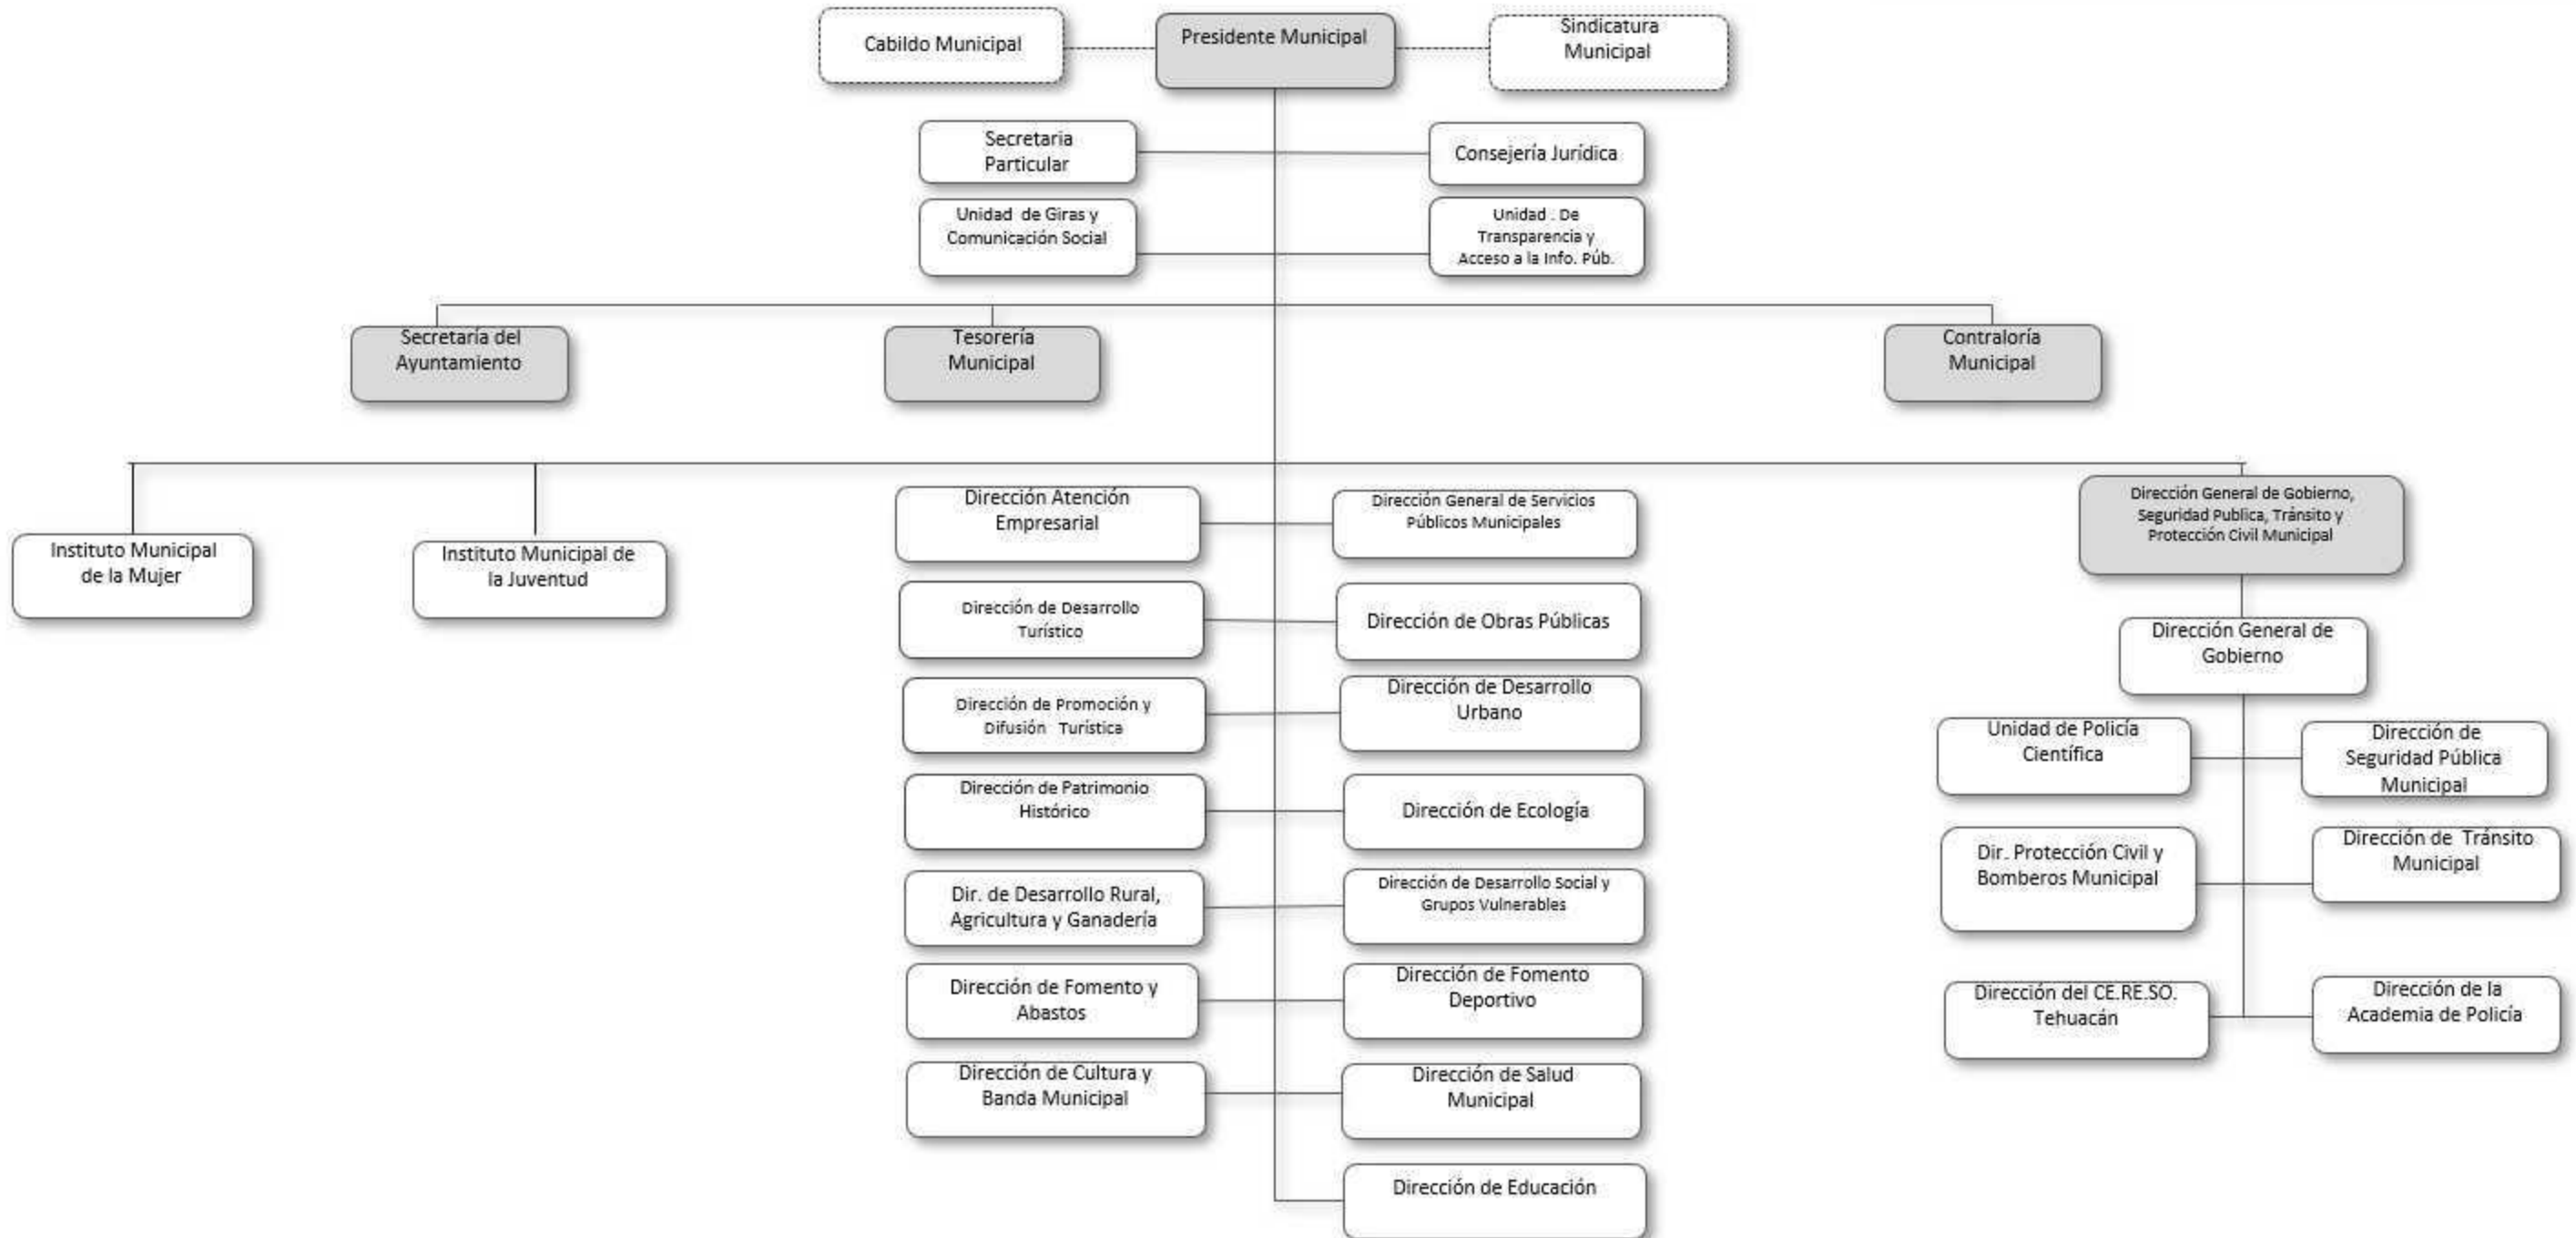 Cabildo Municipal
Presidente Municipal
Sindicatura
Municipal
Secretaria
Particular
Consejería Jurídica
Unidad de Giras y
Comunicación Social
Unidad . De
Transparencia y
Acceso a la Info. Púb.
Secretaría del
Ayuntamiento
Tesorería
Municipal
Contraloría
Municipal
Instituto Municipal
de la Mujer
Instituto Municipal de
la Juventud
Dirección Atención
Empresarial
Dirección General de Servicios
Públicos Municipales
Dirección de Desarrollo
Turístico
Dirección de Obras Públicas
Dirección de Promoción y
Difusión Turística
Dirección de Desarrollo
Urbano
Dirección de Patrimonio
Histórico
Dirección de Ecología
Dir. de Desarrollo Rural,
Agricultura y Ganadería
Dirección de Desarrollo Social y
Grupos Vulnerables
Dirección de Fomento y
Abastos
Dirección de Fomento
Deportivo
Dirección de Cultura y
Banda Municipal
Dirección de Salud
Municipal
Dirección de Educación
Dirección General de Gobierno,
Seguridad Publica, Tránsito y
Protección Civil Municipal
Dirección General de
Gobierno
Unidad de Policía
Científica
Dirección de
Seguridad Pública
Municipal
Dir. Protección Civil y
Bomberos Municipal
Dirección de Tránsito
Municipal
Dirección del CE.RE.SO.
Tehuacán
Dirección de la
Academia de Policía